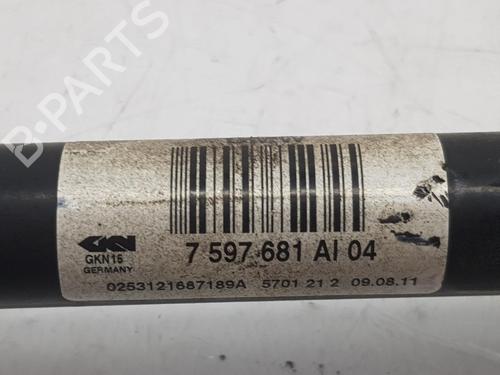 B-PARTS
GKN
GKN16
GERMANY
7 597 681 AI 04
0253121687189A 5701 21 2 09.08.11